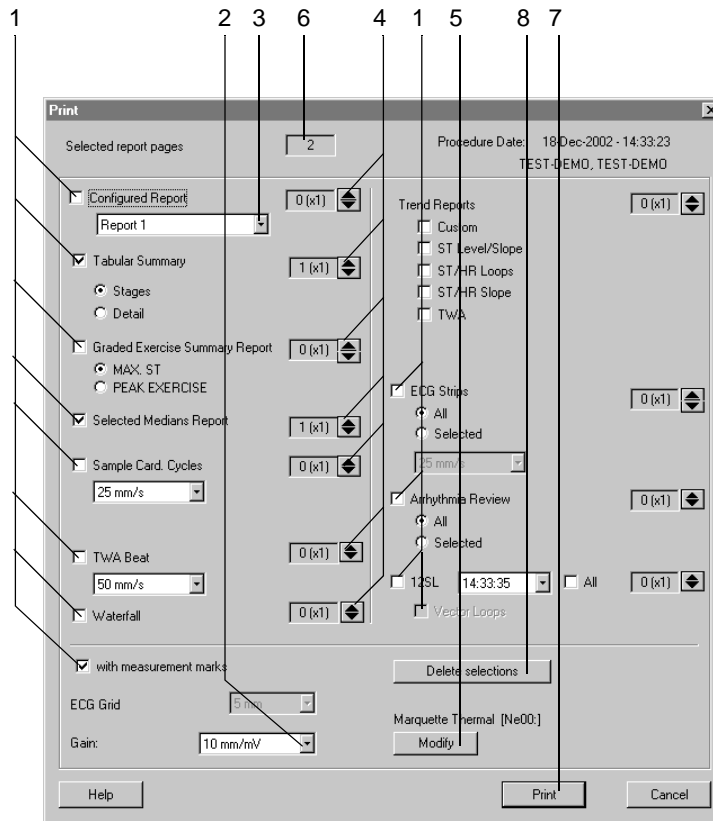 1 2 3 6 4 1 5 8 7
Print
Selected report pages 2 Procedure Date: 18-Dec-2002 - 14:33:23
TEST-DEMO, TEST-DEMO
Configured Report 0 (x1)
Report 1
Tabular Summary 1 (x1)
Stages
Detail
Graded Exercise Summary Report 0 (x1)
MAX. ST
PEAK EXERCISE
Selected Medians Report 1 (x1)
Sample Card. Cycles 0 (x1)
25 mm/s
TWA Beat 0 (x1)
50 mm/s
Waterfall 0 (x1)
Trend Reports 0 (x1)
Custom
ST Level/Slope
ST/HR Loops
ST/HR Slope
TWA
ECG Strips 0 (x1)
All
Selected
25 mm/s
Arrhythmia Review 0 (x1)
All
Selected
12SL 14:33:35 All 0 (x1)
Vector Loops
with measurement marks
ECG Grid 5 mm
Gain: 10 mm/mV
Delete selections
Marquette Thermal [Ne00:]
Modify
Help Print Cancel